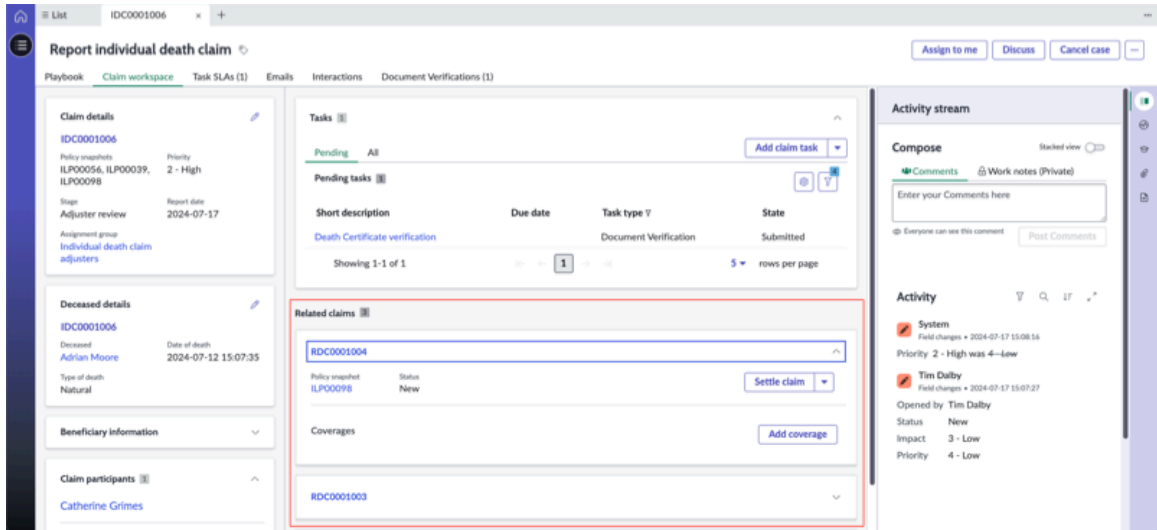 List
IDC0001006
Report individual death claim
Assign to me
Discuss
Cancel case
Playbook
Claim workspace
Task SLAs (1)
Emails
Interactions
Document Verifications (1)
Claim details
IDC0001006
Policy snapshots
ILP00056, ILP00039,
ILP00098
Priority
2 - High
Stage
Adjuster review
Report date
2024-07-17
Assignment group
Individual death claim
adjusters
Deceased details
IDC0001006
Deceased
Adrian Moore
Date of death
2024-07-12 15:07:35
Type of death
Natural
Beneficiary information
Claim participants 1
Catherine Grimes
Tasks 1
Pending
All
Add claim task
Pending tasks 1
4
Short description
Due date
Task type
State
Death Certificate verification
Document Verification
Submitted
Showing 1-1 of 1
1
5 rows per page
Related claims 3
RDC0001004
Policy snapshot
ILP00098
Status
New
Settle claim
Coverages
Add coverage
RDC0001003
Activity stream
Compose
Stacked view
Comments
Work notes (Private)
Enter your Comments here
Everyone can see this comment
Post Comments
Activity
System
Field changes • 2024-07-17 15:08:16
Priority 2 - High was 4 - Low
Tim Dalby
Field changes • 2024-07-17 15:07:27
Opened by Tim Dalby
Status New
Impact 3 - Low
Priority 4 - Low